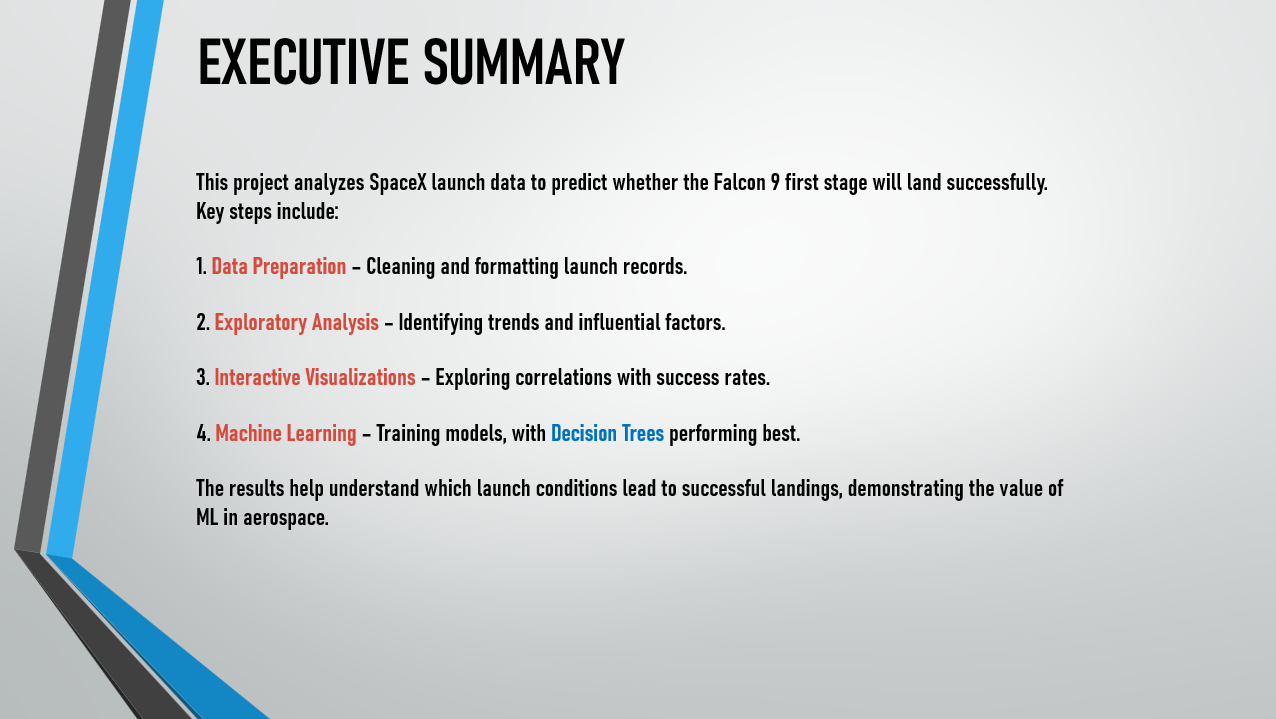 EXECUTIVE SUMMARY
This project analyzes SpaceX launch data to predict whether the Falcon 9 first stage will land successfully.
Key steps include:
1. Data Preparation – Cleaning and formatting launch records.
2. Exploratory Analysis – Identifying trends and influential factors.
3. Interactive Visualizations – Exploring correlations with success rates.
4. Machine Learning – Training models, with Decision Trees performing best.
The results help understand which launch conditions lead to successful landings, demonstrating the value of
ML in aerospace.